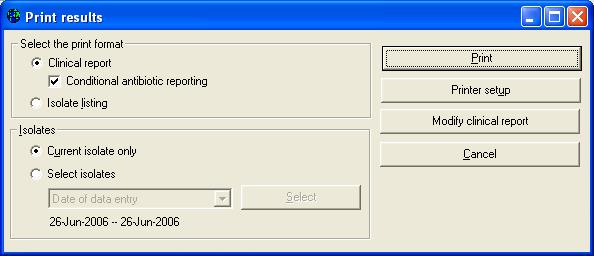 Print results
Select the print format
Clinical report
Conditional antibiotic reporting
Isolate listing
Isolates
Current isolate only
Select isolates
Date of data entry
Select
26-Jun-2006 -- 26-Jun-2006
Print
Printer setup
Modify clinical report
Cancel